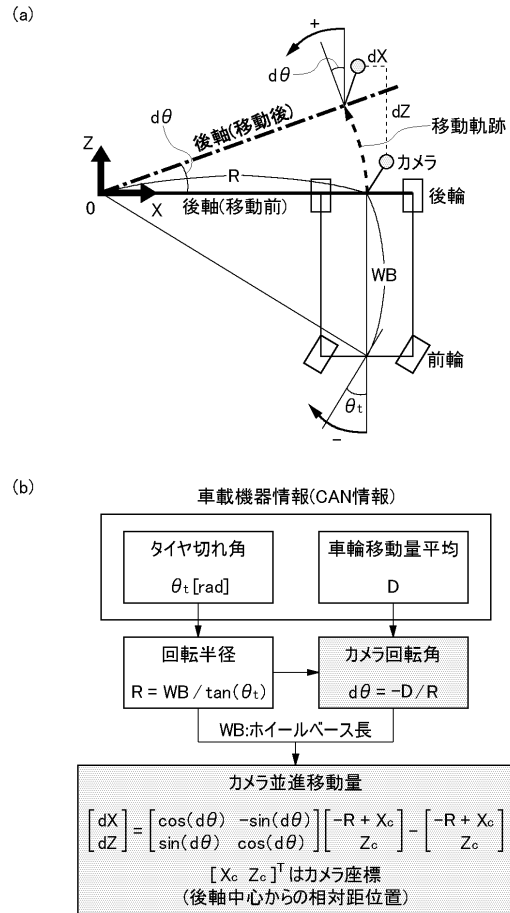 (a)
+
dX
dθ
dZ
dθ
後軸(移動後)
移動軌跡
Z
カメラ
R
0
X
後軸(移動前)
後輪
WB
前輪
θt
−
(b)
車載機器情報(CAN情報)
タイヤ切れ角
θt[rad]
車輪移動量平均
D
回転半径
R = WB / tan(θt)
カメラ回転角
dθ = −D / R
WB:ホイールベース長
カメラ並進移動量
[dX] = [cos(dθ) −sin(dθ)] [−R + Xc] − [−R + Xc]
[dZ] [sin(dθ) cos(dθ)] [Zc] [Zc]
[Xc Zc]Tはカメラ座標
(後軸中心からの相対距位置)